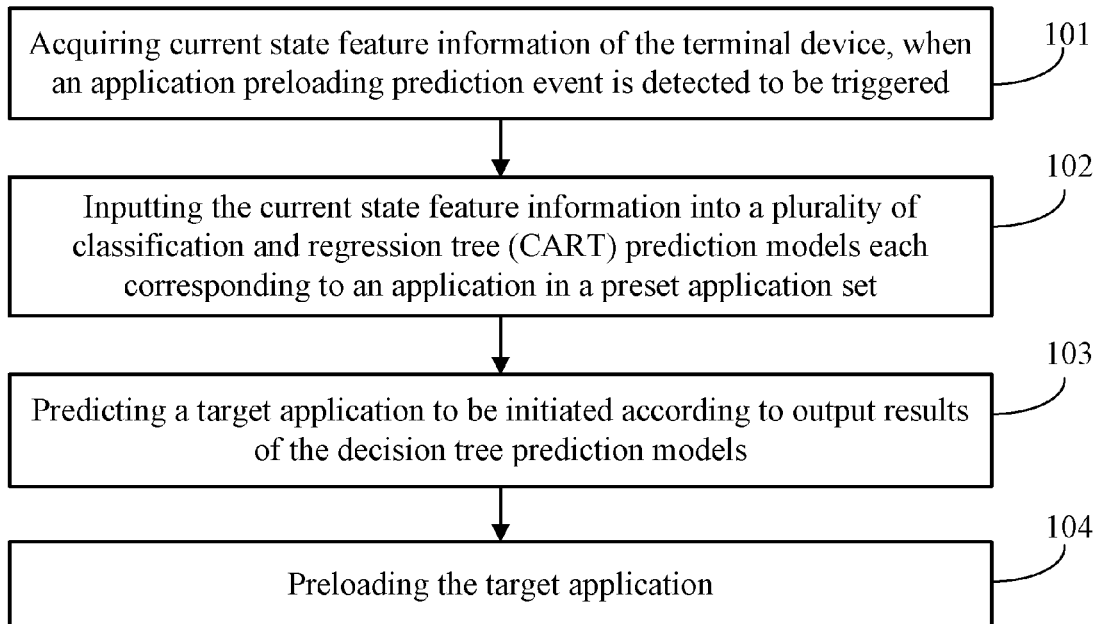 Acquiring current state feature information of the terminal device, when
an application preloading prediction event is detected to be triggered
101
Inputting the current state feature information into a plurality of
classification and regression tree (CART) prediction models each
corresponding to an application in a preset application set
102
Predicting a target application to be initiated according to output results
of the decision tree prediction models
103
Preloading the target application
104